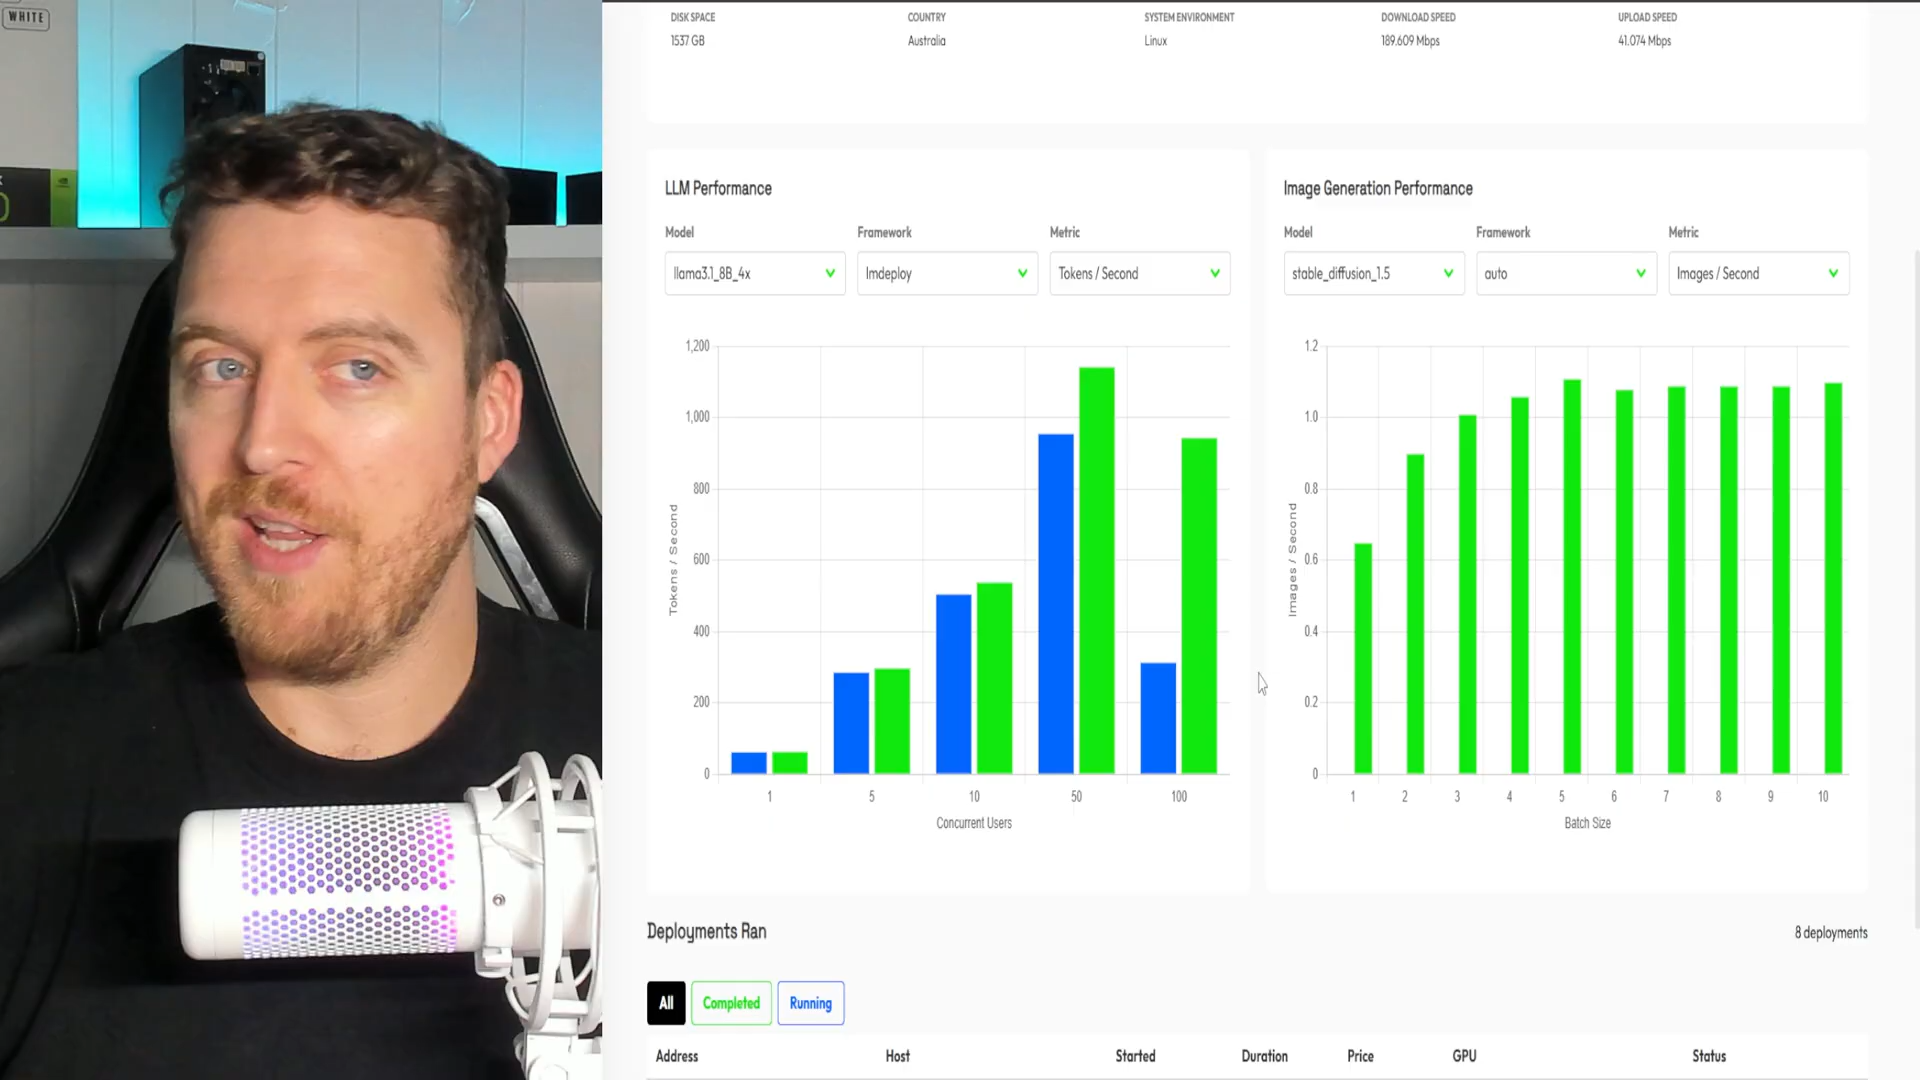 WHITE
DISK SPACE COUNTRY SYSTEM ENVIRONMENT DOWNLOAD SPEED UPLOAD SPEED
1537 GB Australia Linux 189.609 Mbps 41.074 Mbps
LLM Performance
Model Framework Metric
llama3.1_8B_4x lmdeploy Tokens / Second
1,200
1,000
800
600
400
200
0
Tokens / Second
1 5 10 50 100
Concurrent Users
Image Generation Performance
Model Framework Metric
stable_diffusion_1.5 auto Images / Second
1.2
1.0
0.8
0.6
0.4
0.2
0
Images / Second
1 2 3 4 5 6 7 8 9 10
Batch Size
Deployments Ran 8 deployments
All Completed Running
Address Host Started Duration Price GPU Status